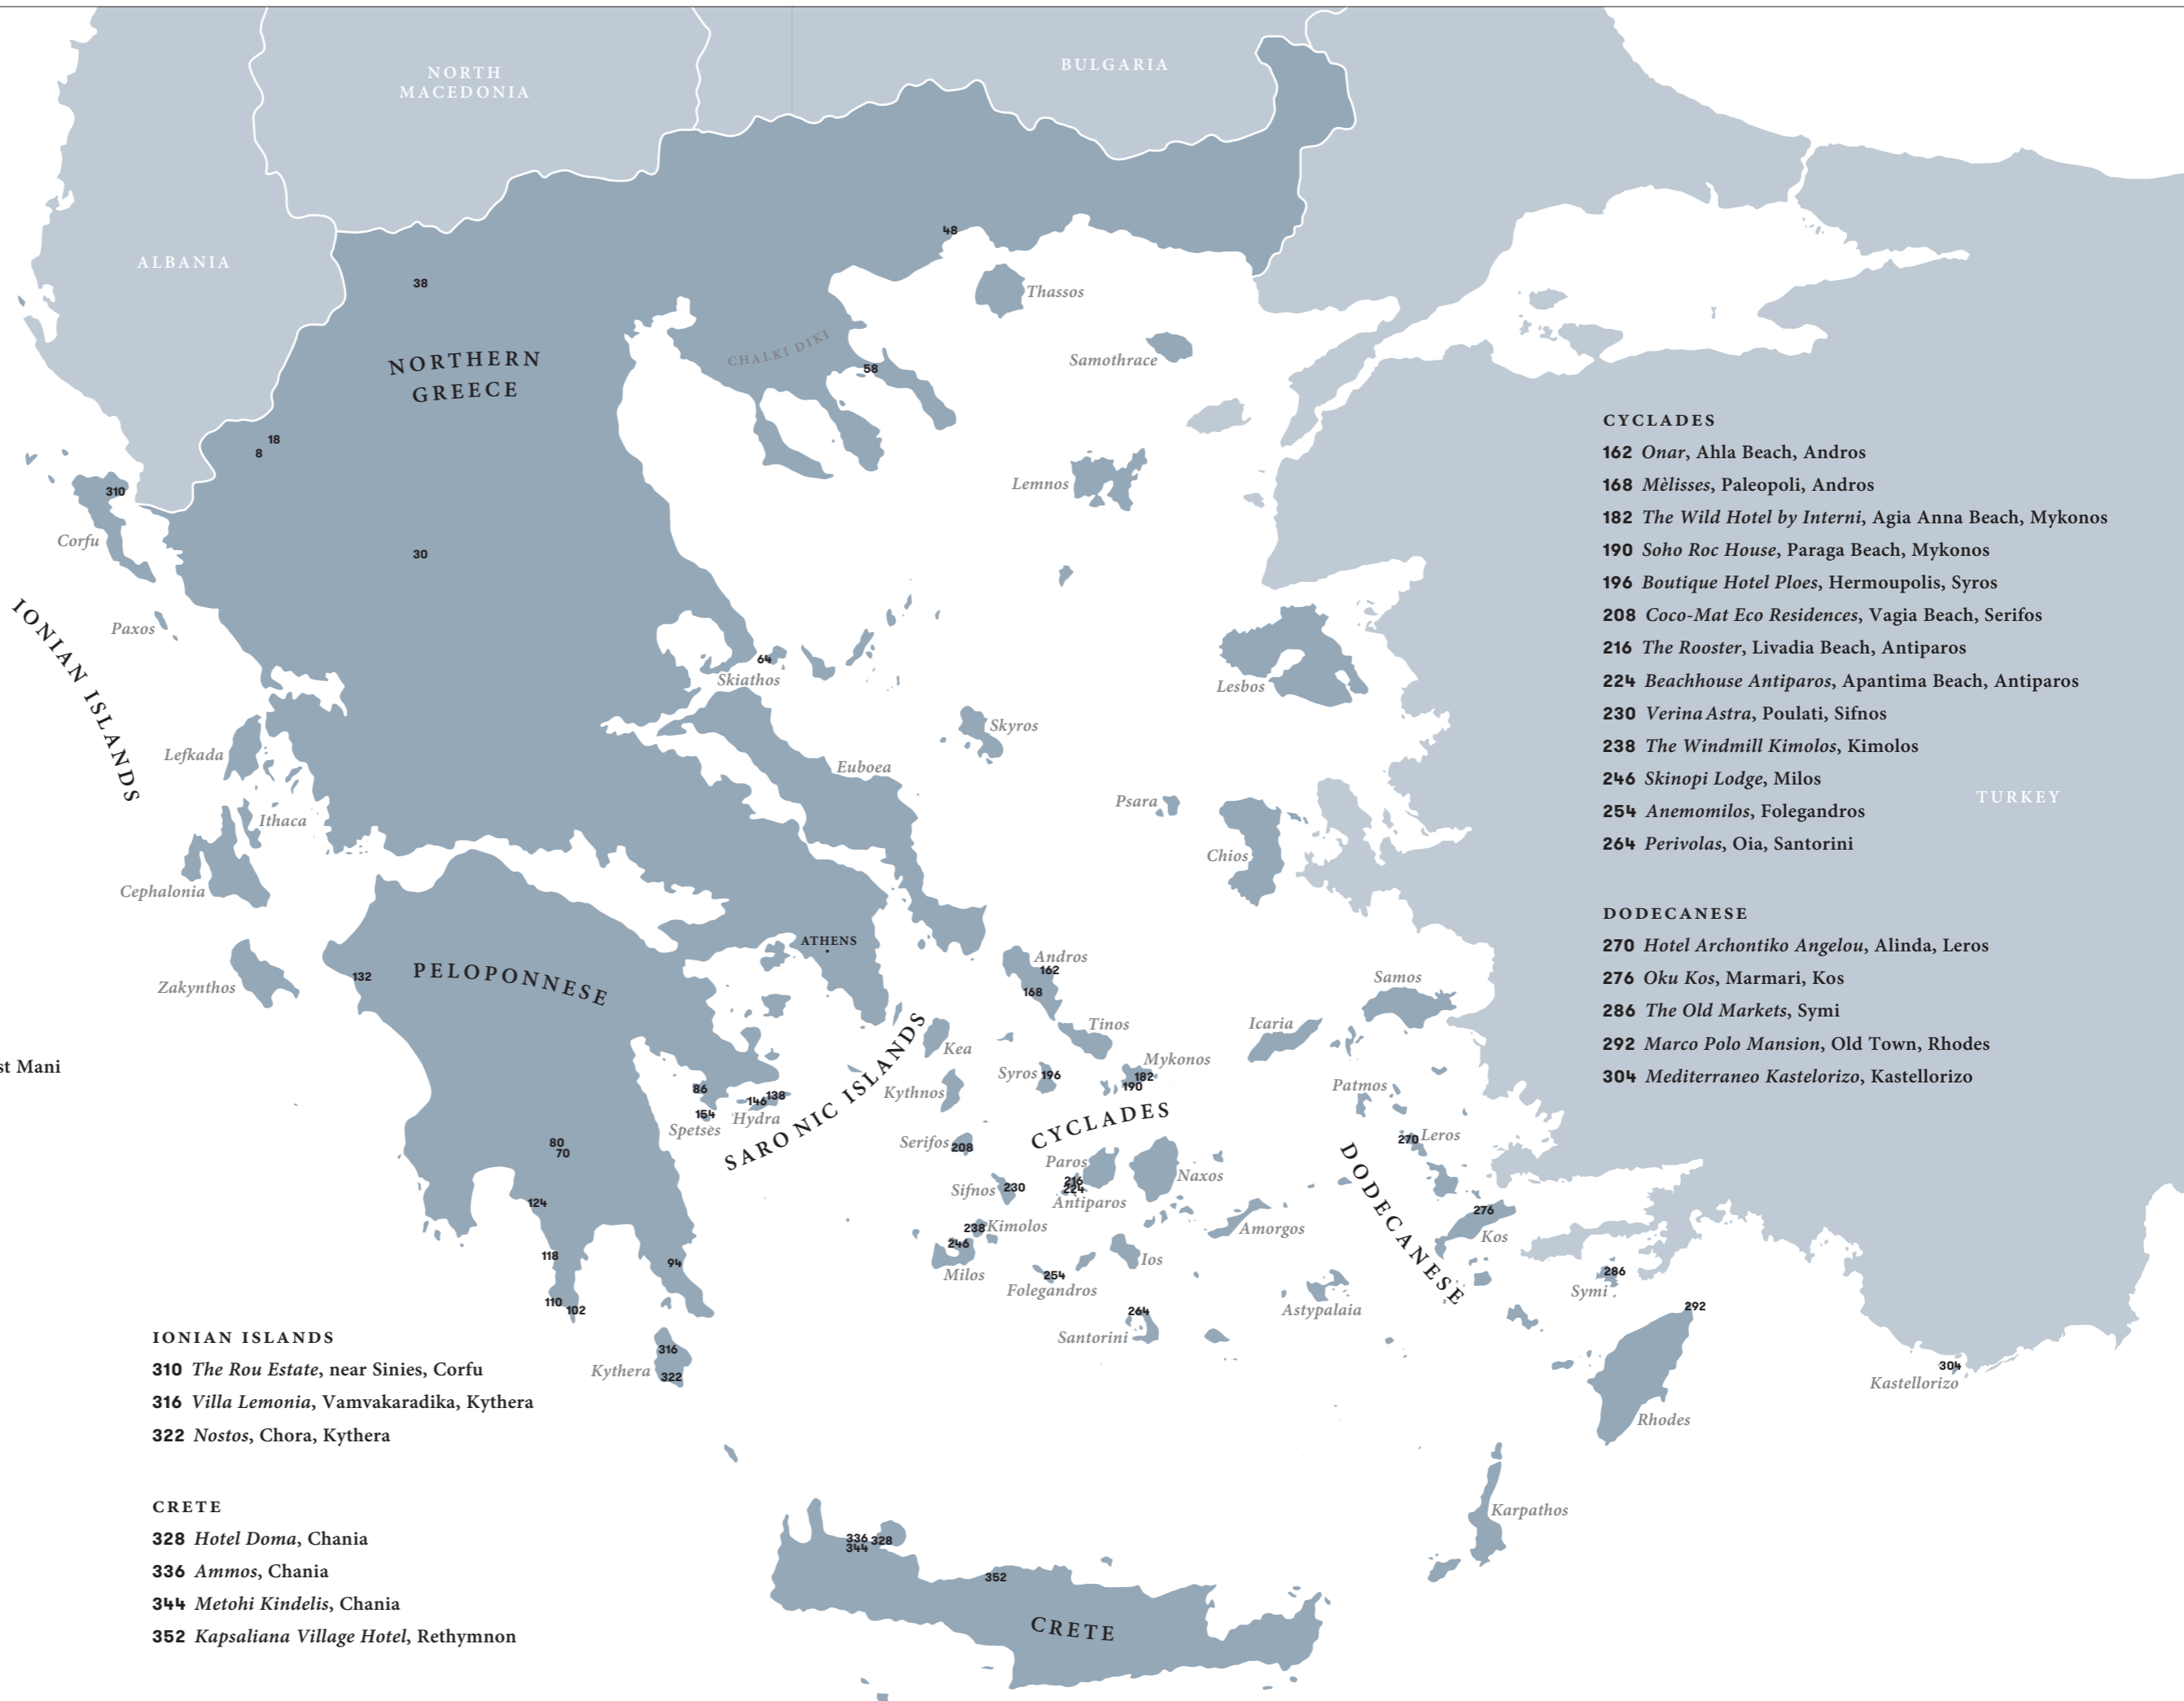 NORTH
MACEDONIA
BULGARIA
ALBANIA
48
38
Thassos
NORTHERN
GREECE
CHALKI DIKI
58
Samothrace
18
8
310
Corfu
Lemnos
30
IONIAN ISLANDS
Paxos
64
Skiathos
Lesbos
Skyros
Lefkada
Euboea
Ithaca
Psara
Chios
Cephalonia
TURKEY
ATHENS
Andros
162
168
132
PELOPONNESE
Zakynthos
Samos
Tinos
Icaria
Kea
Mykonos
182
190
Syros 196
Kythnos
Patmos
st Mani
86
146 138
154 Hydra
Spetses
SARONIC ISLANDS
CYCLADES
Serifos 208
270 Leros
80
70
Paros
216
224
Antiparos
Naxos
Sifnos 230
DODECANESE
124
238 Kimolos
246
Milos
Amorgos
276
Kos
118
94
Ios
254
Folegandros
286
Symi
110
102
264
Santorini
Astypalaia
292
316
Kythera
322
304
Kastellorizo
Rhodes
Karpathos
336 328
344
352
CRETE
CYCLADES
162 Onar, Ahla Beach, Andros
168 Mèlisses, Paleopoli, Andros
182 The Wild Hotel by Interni, Agia Anna Beach, Mykonos
190 Soho Roc House, Paraga Beach, Mykonos
196 Boutique Hotel Ploes, Hermoupolis, Syros
208 Coco-Mat Eco Residences, Vagia Beach, Serifos
216 The Rooster, Livadia Beach, Antiparos
224 Beachhouse Antiparos, Apantima Beach, Antiparos
230 Verina Astra, Poulati, Sifnos
238 The Windmill Kimolos, Kimolos
246 Skinopi Lodge, Milos
254 Anemomilos, Folegandros
264 Perivolas, Oia, Santorini
DODECANESE
270 Hotel Archontiko Angelou, Alinda, Leros
276 Oku Kos, Marmari, Kos
286 The Old Markets, Symi
292 Marco Polo Mansion, Old Town, Rhodes
304 Mediterraneo Kastelorizo, Kastellorizo
IONIAN ISLANDS
310 The Rou Estate, near Sinies, Corfu
316 Villa Lemonia, Vamvakaradika, Kythera
322 Nostos, Chora, Kythera
CRETE
328 Hotel Doma, Chania
336 Ammos, Chania
344 Metohi Kindelis, Chania
352 Kapsaliana Village Hotel, Rethymnon